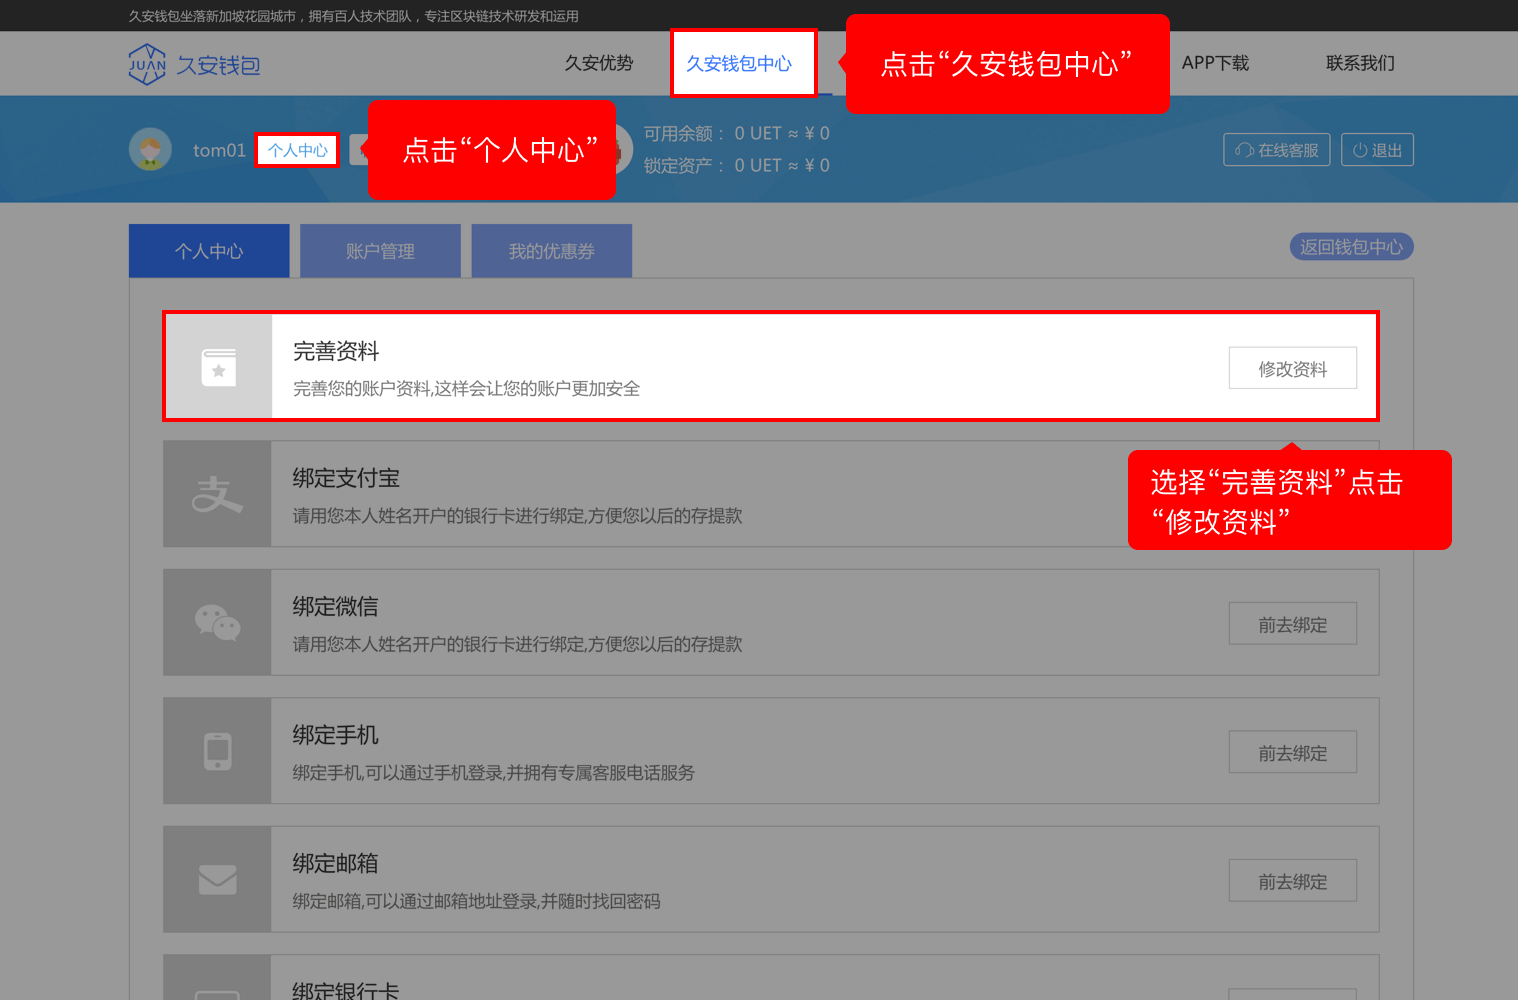 久安钱包坐落新加坡花园城市，拥有百人技术团队，专注区块链技术研发和运用
JUAN 久安钱包
久安优势
久安钱包中心
点击“久安钱包中心”
APP下载
联系我们
tom01
个人中心
点击“个人中心”
可用余额： 0 UET ≈ ¥ 0
锁定资产： 0 UET ≈ ¥ 0
在线客服
退出
个人中心
账户管理
我的优惠券
返回钱包中心
完善资料
完善您的账户资料,这样会让您的账户更加安全
修改资料
选择“完善资料”点击
“修改资料”
绑定支付宝
请用您本人姓名开户的银行卡进行绑定,方便您以后的存提款
绑定微信
请用您本人姓名开户的银行卡进行绑定,方便您以后的存提款
前去绑定
绑定手机
绑定手机,可以通过手机登录,并拥有专属客服电话服务
前去绑定
绑定邮箱
绑定邮箱,可以通过邮箱地址登录,并随时找回密码
前去绑定
绑定银行卡